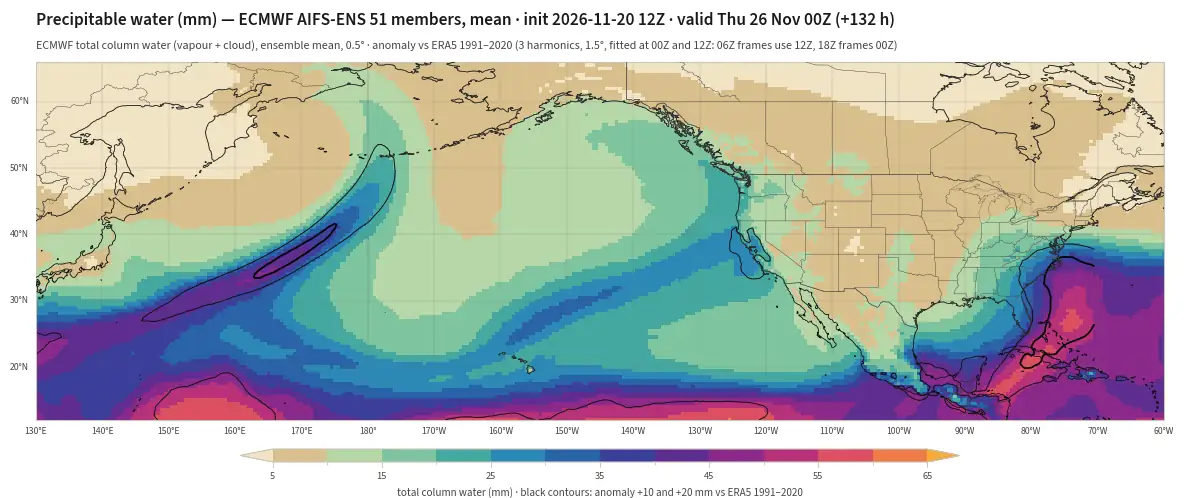 Precipitable water (mm) — ECMWF AIFS-ENS 51 members, mean · init 2026-11-20 12Z · valid Thu 26 Nov 00Z (+132 h)
ECMWF total column water (vapour + cloud), ensemble mean, 0.5° · anomaly vs ERA5 1991–2020 (3 harmonics, 1.5°, fitted at 00Z and 12Z: 06Z frames use 12Z, 18Z frames 00Z)
60°N
50°N
40°N
30°N
20°N
130°E 140°E 150°E 160°E 170°E 180° 170°W 160°W 150°W 140°W 130°W 120°W 110°W 100°W 90°W 80°W 70°W 60°W
5 15 25 35 45 55 65
total column water (mm) · black contours: anomaly +10 and +20 mm vs ERA5 1991–2020